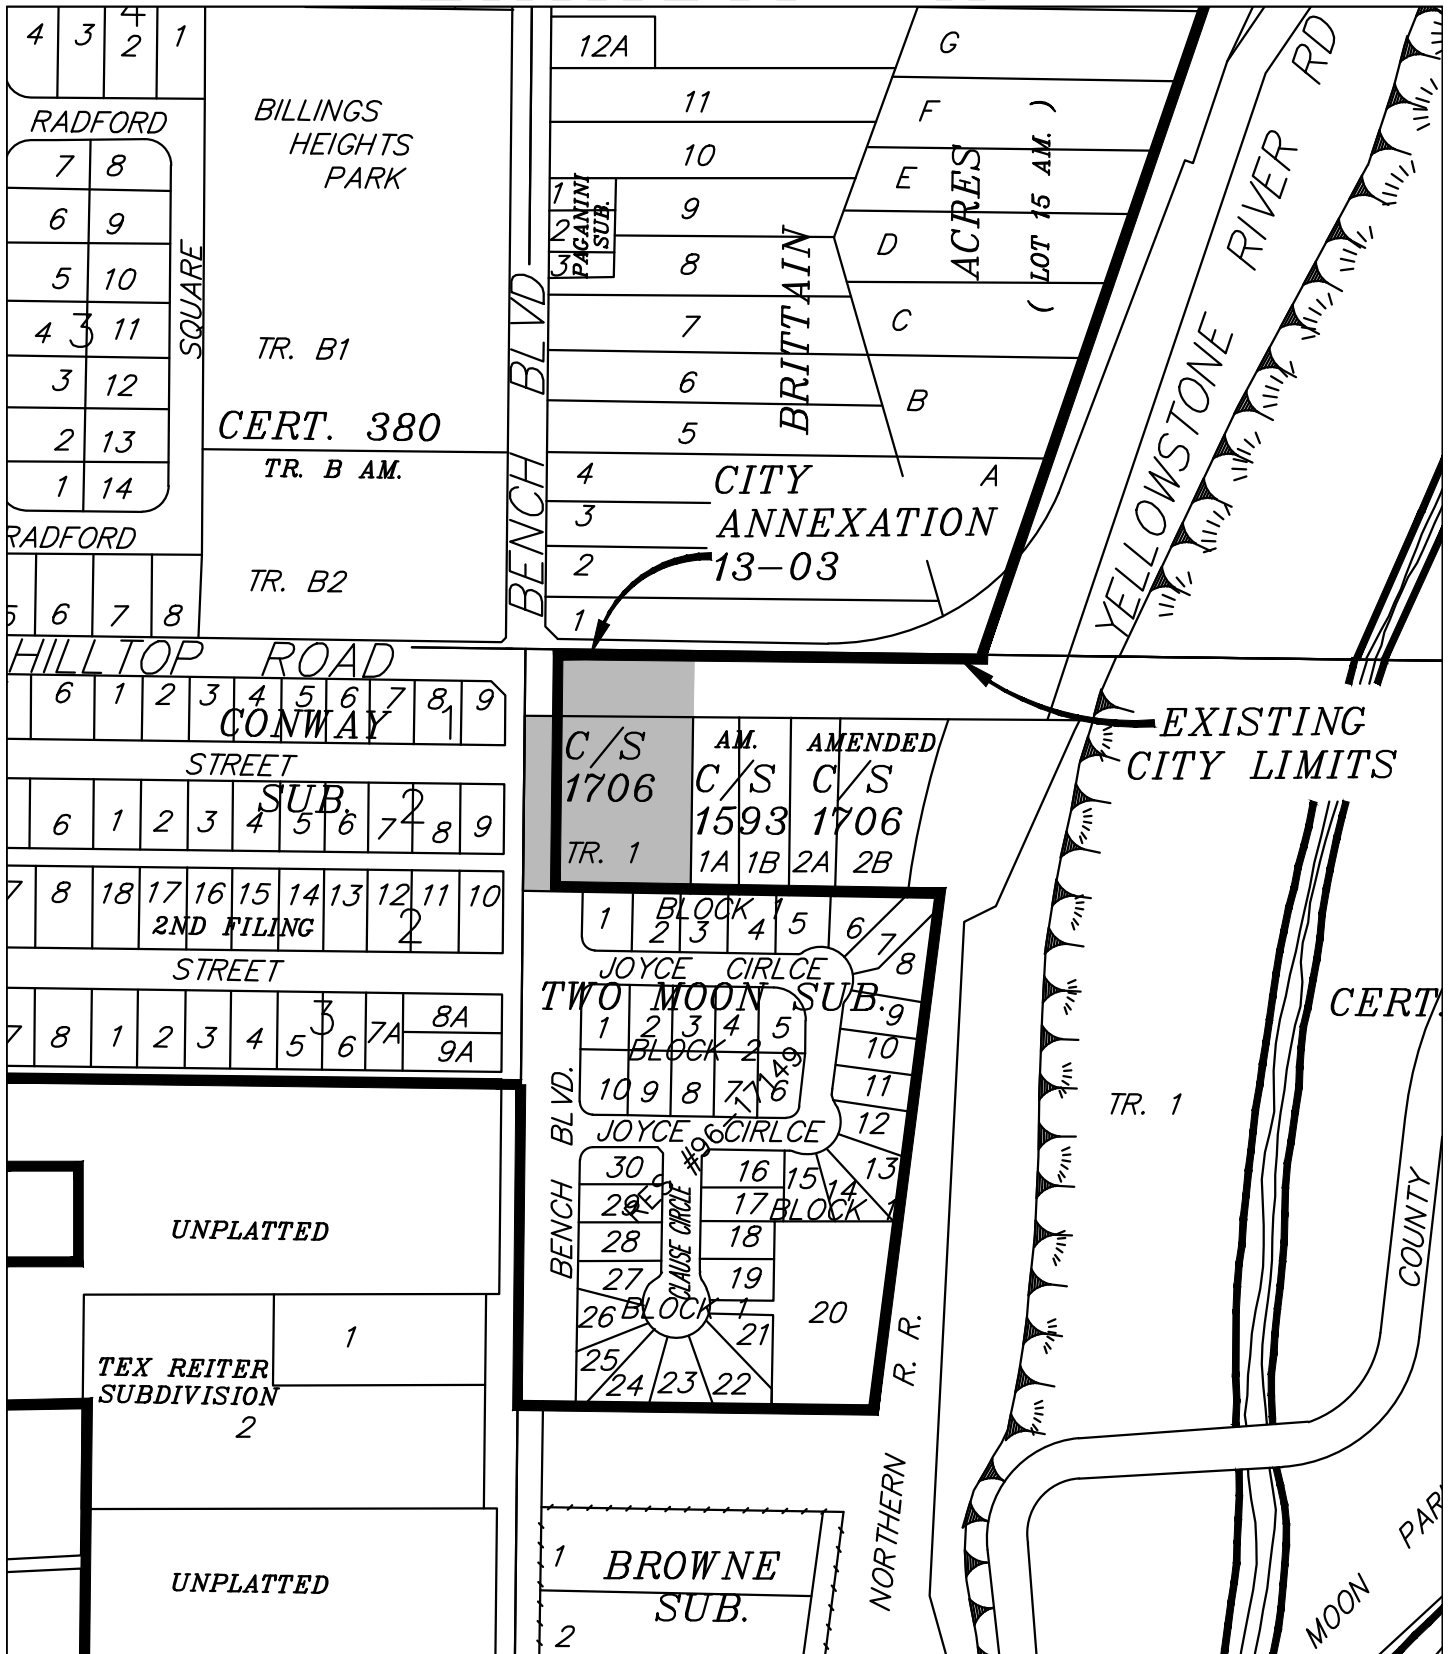 4 3 2 1
4
RADFORD
7 8
6 9
5 10
4 3 11
3 12
2 13
1 14
SQUARE
RADFORD
6 7 8
BILLINGS
HEIGHTS
PARK
TR. B1
CERT. 380
TR. B AM.
TR. B2
BENCH BLVD
12A
11
10
9
8
7
6
5
4
3
2
1
1
2
3
PAGANINI
SUB.
BRITTAIN
ACRES
( LOT 15 AM. )
G
F
E
D
C
B
A
CITY
ANNEXATION
13-03
YELLOWSTONE RIVER RD
HILLTOP ROAD
6 1 2 3 4 5 6 7 8 9
1
CONWAY
STREET
SUB.
6 1 2 3 4 5 6 7 8 9
2
7 8 18 17 16 15 14 13 12 11 10
2
2ND FILING
STREET
7 8 1 2 3 4 5 6 7A
3
8A
9A
C/S
1706
TR. 1
AM.
C/S
1593
1A 1B
AMENDED
C/S
1706
2A 2B
EXISTING
CITY LIMITS
BLOCK 1
1 2 3 4 5 6 7 8
9
10
11
12
13
14
15
JOYCE CIRLCE
TWO MOON SUB.
1 2 3 4 5
BLOCK 2
10 9 8 7 6
JOYCE CIRLCE
#96-17749
BENCH BLVD.
30
29
28
27
26
25
24 23 22
21
20
19
18
17
16
CLAUSE CIRCLE
BLOCK 1
BLOCK 1
UNPLATTED
TEX REITER
SUBDIVISION
1
2
UNPLATTED
1
BROWNE
SUB.
2
NORTHERN R. R.
CERT.
TR. 1
COUNTY
MOON